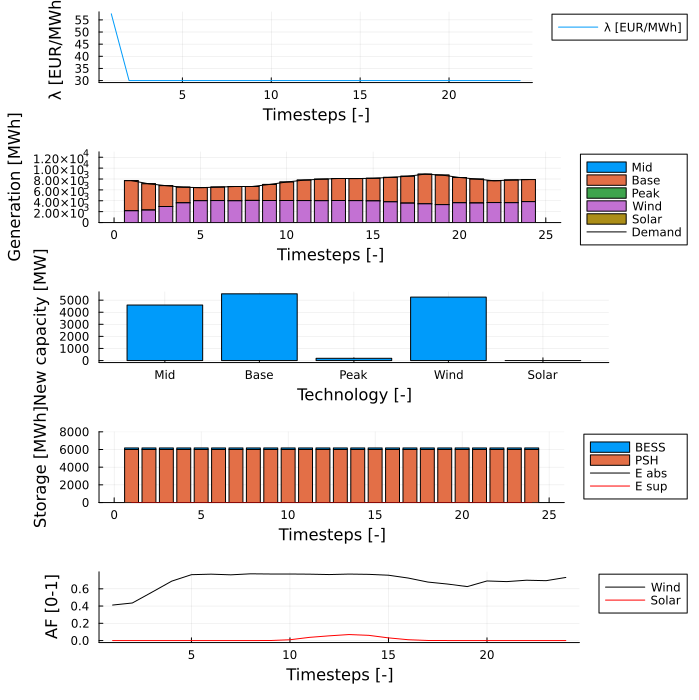 λ [EUR/MWh]
55
50
45
40
35
30
5
10
15
20
Timesteps [-]
λ [EUR/MWh]
Generation [MWh]
1.20×10⁴
1.00×10⁴
8.00×10³
6.00×10³
4.00×10³
2.00×10³
0
0
5
10
15
20
25
Timesteps [-]
Mid
Base
Peak
Wind
Solar
Demand
New capacity [MW]
5000
4000
3000
2000
1000
0
Mid
Base
Peak
Wind
Solar
Technology [-]
Storage [MWh]
8000
6000
4000
2000
0
0
5
10
15
20
25
Timesteps [-]
BESS
PSH
E abs
E sup
AF [0-1]
0.6
0.4
0.2
0.0
5
10
15
20
Timesteps [-]
Wind
Solar